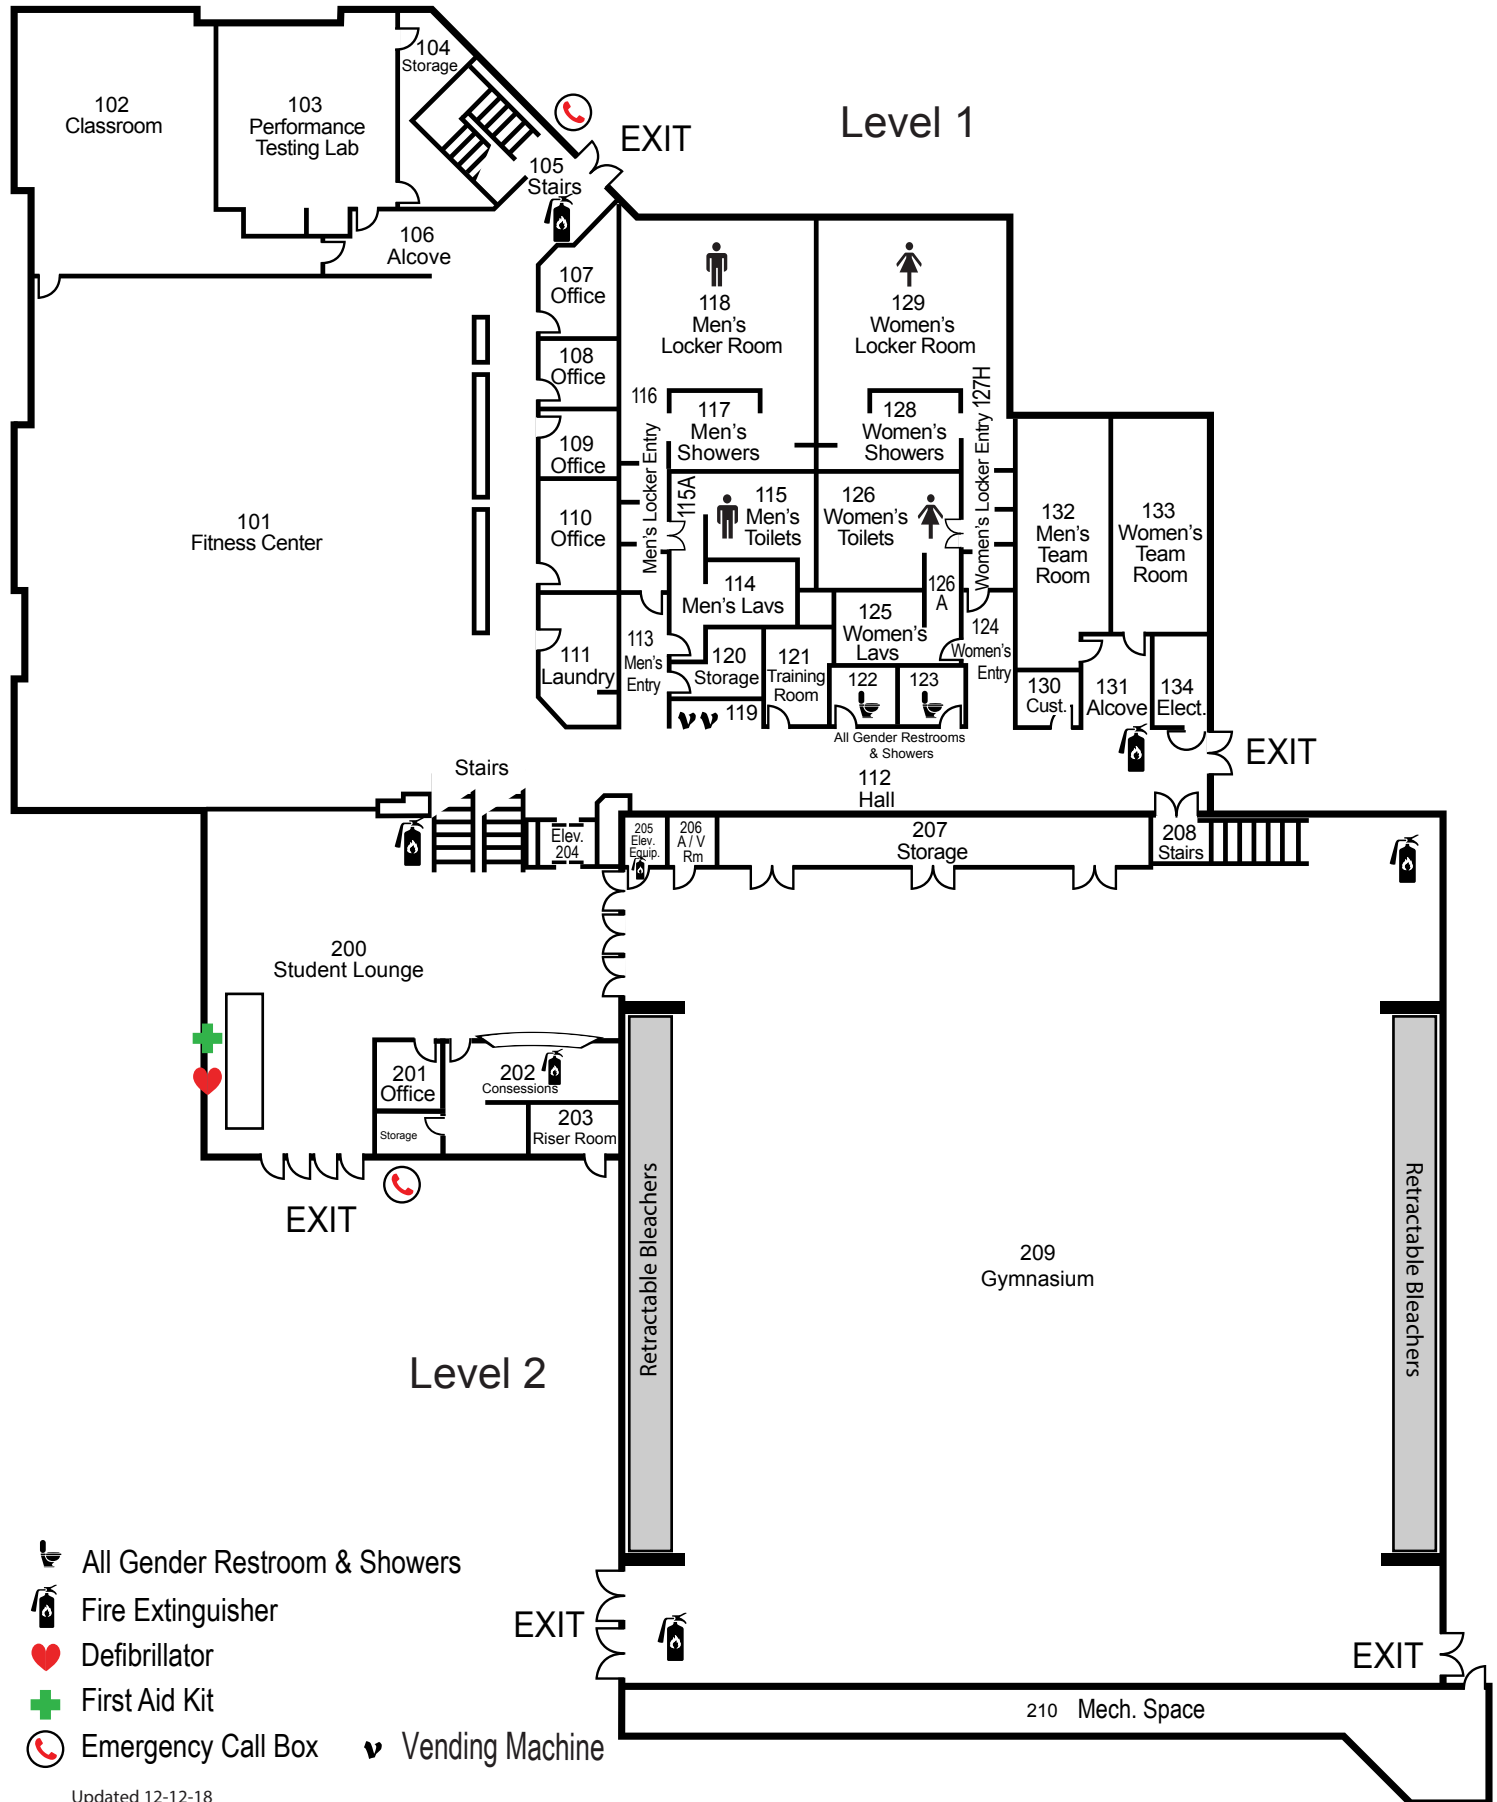 Level 1
102
Classroom
103
Performance
Testing Lab
104
Storage
EXIT
105
Stairs
106
Alcove
107
Office
108
Office
109
Office
110
Office
111
Laundry
101
Fitness Center
118
Men's
Locker Room
129
Women's
Locker Room
116
Men's Locker Entry
117
Men's
Showers
128
Women's
Showers
Women's Locker Entry 127H
115A
115
Men's
Toilets
126
Women's
Toilets
114
Men's Lavs
126
A
125
Women's
Lavs
124
Women's
Entry
113
Men's
Entry
120
Storage
121
Training
Room
122
123
119
All Gender Restrooms
& Showers
132
Men's
Team
Room
133
Women's
Team
Room
130
Cust.
131
Alcove
134
Elect.
EXIT
112
Hall
Stairs
Elev.
204
205
Elev.
Equip.
206
A / V
Rm
207
Storage
208
Stairs
200
Student Lounge
201
Office
202
Consessions
Storage
203
Riser Room
EXIT
Retractable Bleachers
209
Gymnasium
Retractable Bleachers
Level 2
EXIT
EXIT
210 Mech. Space
All Gender Restroom & Showers
Fire Extinguisher
Defibrillator
First Aid Kit
Emergency Call Box
Vending Machine
Updated 12-12-18